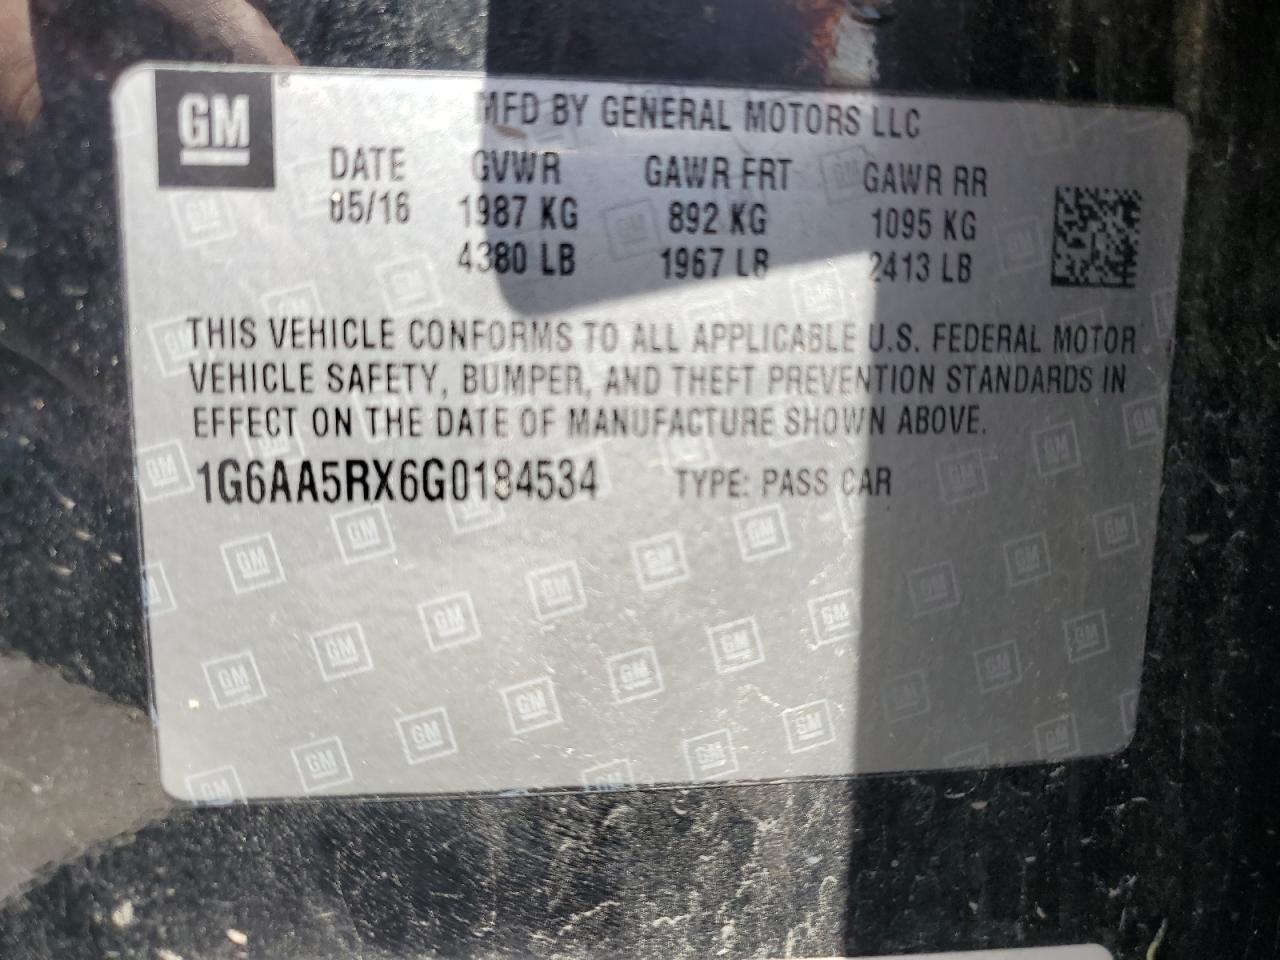 GM
MFD BY GENERAL MOTORS LLC
DATE GVWR GAWR FRT GAWR RR
05/16 1987 KG 892 KG 1095 KG
4380 LB 1967 LB 2413 LB
THIS VEHICLE CONFORMS TO ALL APPLICABLE U.S. FEDERAL MOTOR
VEHICLE SAFETY, BUMPER, AND THEFT PREVENTION STANDARDS IN
EFFECT ON THE DATE OF MANUFACTURE SHOWN ABOVE.
1G6AA5RX6G0184534 TYPE: PASS CAR